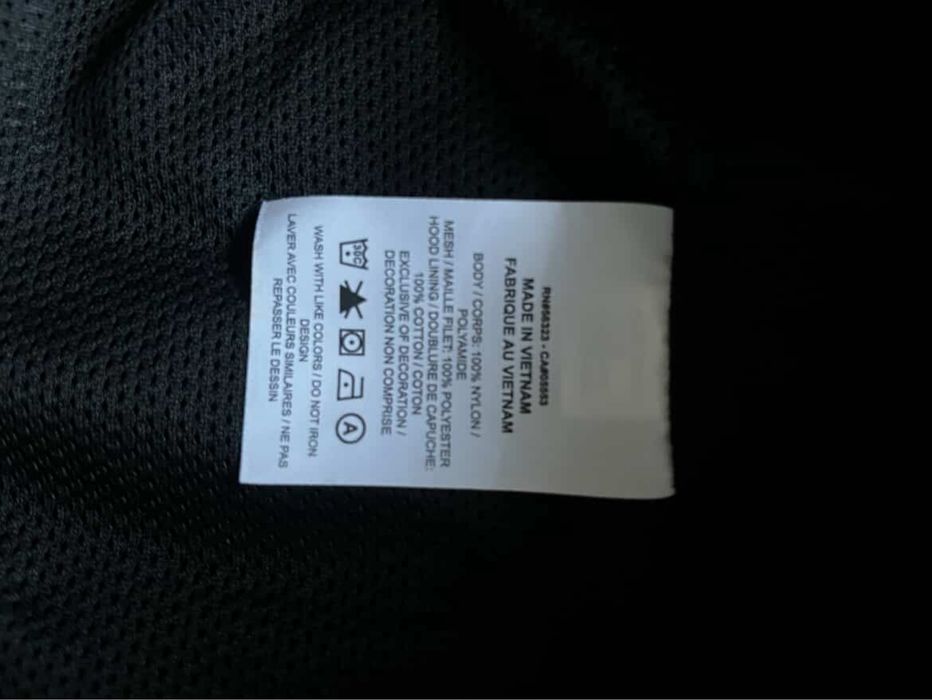 RN#56323 - CA#05553
MADE IN VIETNAM
FABRIQUE AU VIETNAM
BODY / CORPS: 100% NYLON /
POLYAMIDE
MESH / MAILLE FILET: 100% POLYESTER
HOOD LINING / DOUBLURE DE CAPUCHE:
100% COTTON / COTON
EXCLUSIVE OF DECORATION /
DECORATION NON COMPRISE
30C
A
WASH WITH LIKE COLORS / DO NOT IRON
DESIGN
LAVER AVEC COULEURS SIMILAIRES / NE PAS
REPASSER LE DESSIN